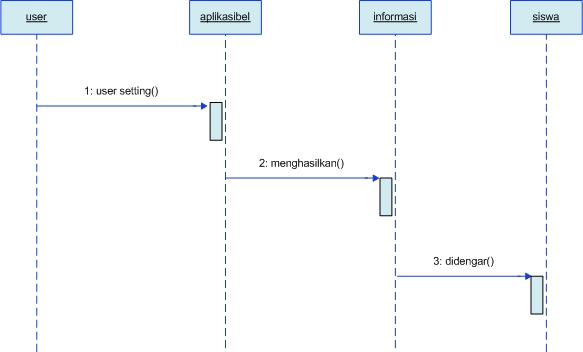 user
aplikasibel
informasi
siswa
1: user setting()
2: menghasilkan()
3: didengar()